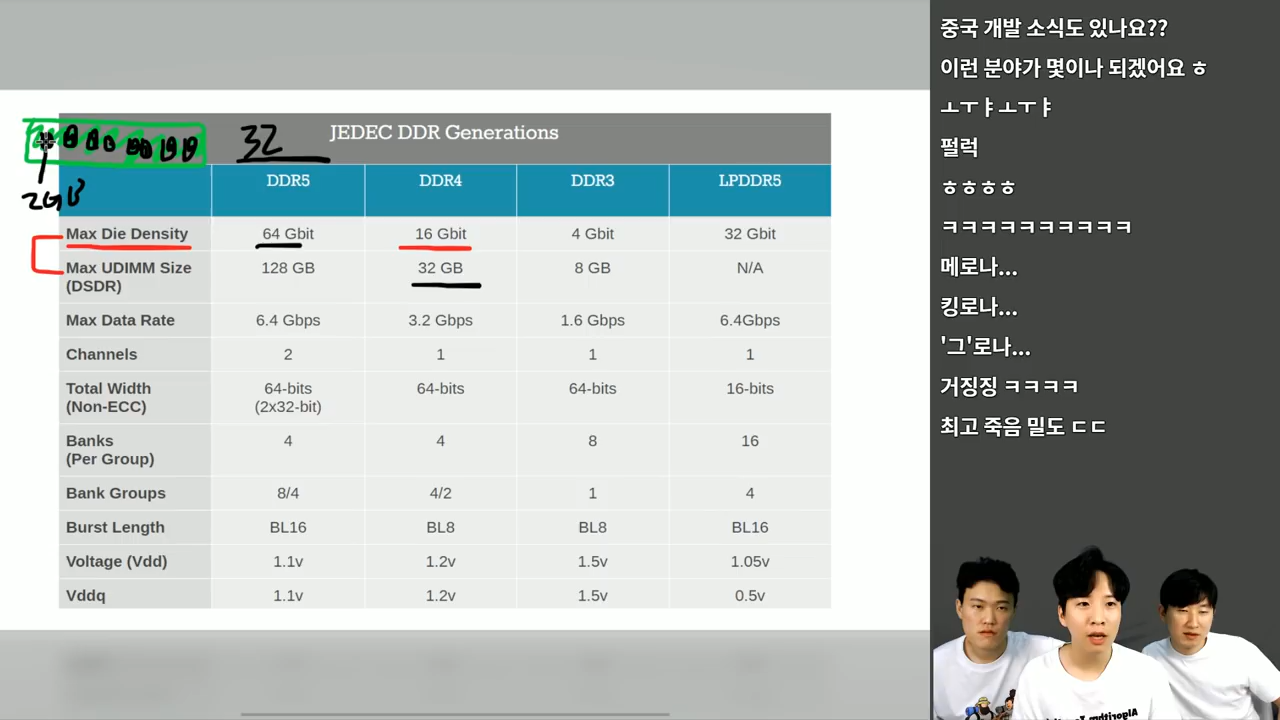 32
JEDEC DDR Generations
DDR5 DDR4 DDR3 LPDDR5
2GB
Max Die Density 64 Gbit 16 Gbit 4 Gbit 32 Gbit
Max UDIMM Size
(DSDR) 128 GB 32 GB 8 GB N/A
Max Data Rate 6.4 Gbps 3.2 Gbps 1.6 Gbps 6.4Gbps
Channels 2 1 1 1
Total Width
(Non-ECC) 64-bits
(2x32-bit) 64-bits 64-bits 16-bits
Banks
(Per Group) 4 4 8 16
Bank Groups 8/4 4/2 1 4
Burst Length BL16 BL8 BL8 BL16
Voltage (Vdd) 1.1v 1.2v 1.5v 1.05v
Vddq 1.1v 1.2v 1.5v 0.5v
중국 개발 소식도 있나요??
이런 분야가 몇이나 되겠어요 ㅎ
ㅗㅜㅑㅗㅜㅑ
펄럭
ㅎㅎㅎㅎ
ㅋㅋㅋㅋㅋㅋㅋㅋㅋㅋ
메로나...
킹로나...
'그'로나...
거징징 ㅋㅋㅋㅋ
최고 죽음 밀도 ㄷㄷ